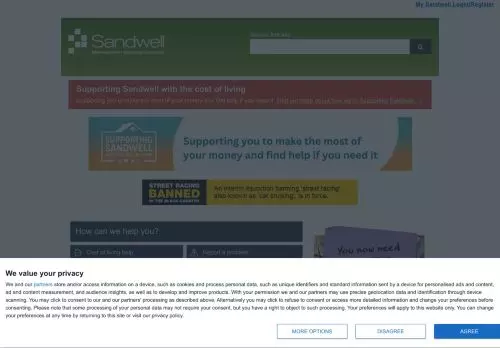 My Sandwell Login/Register
Sandwell
Supporting Sandwell with the cost of living
SUPPORTING
SANDWELL
Supporting you to make the most of
your money and find help if you need it
STREET RACING
BANNED
IN THE BLACK COUNTRY
An interim injunction banning 'street racing'
also known as 'car cruising', is in force.
How can we help you?
Cost of living help
Report a problem
You now need
We value your privacy
We and our partners store and/or access information on a device, such as cookies and process personal data, such as unique identifiers and standard information sent by a device for personalised ads and content,
ad and content measurement, and audience insights, as well as to develop and improve products. With your permission we and our partners may use precise geolocation data and identification through device
scanning. You may click to consent to our and our partners' processing as described above. Alternatively you may click to refuse to consent or access more detailed information and change your preferences before
consenting. Please note that some processing of your personal data may not require your consent, but you have a right to object to such processing. Your preferences will apply to this website only. You can change
your preferences at any time by returning to this site or visit our privacy policy.
MORE OPTIONS
DISAGREE
AGREE